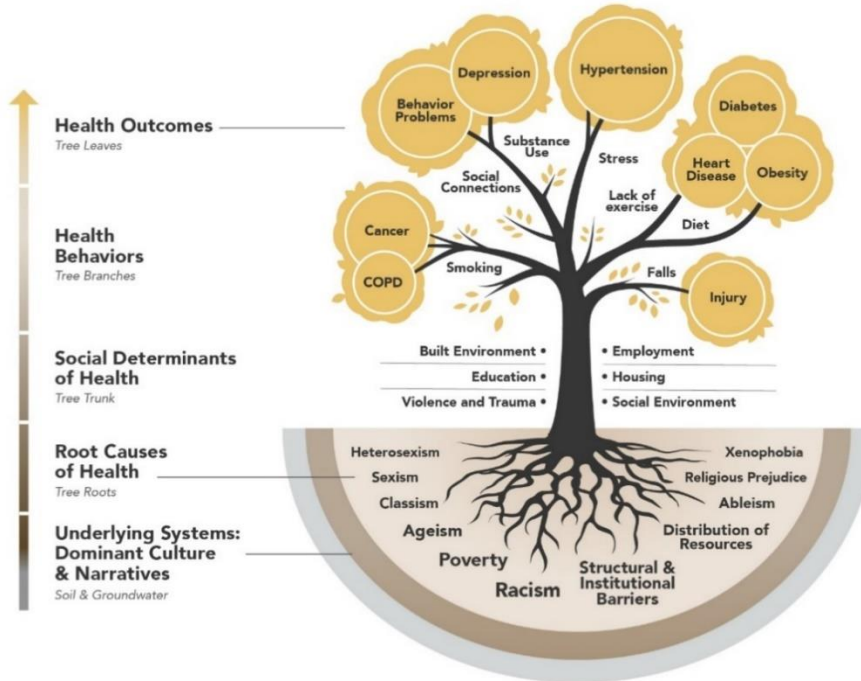 Health Outcomes
Tree Leaves
Health
Behaviors
Tree Branches
Social Determinants
of Health
Tree Trunk
Root Causes
of Health
Tree Roots
Underlying Systems:
Dominant Culture
& Narratives
Soil & Groundwater
Depression
Behavior
Problems
Hypertension
Diabetes
Heart
Disease
Obesity
Cancer
COPD
Injury
Substance
Use
Social
Connections
Stress
Lack of
exercise
Diet
Smoking
Falls
Built Environment •
• Employment
Education •
• Housing
Violence and Trauma •
• Social Environment
Heterosexism
Sexism
Classism
Ageism
Poverty
Racism
Structural &
Institutional
Barriers
Distribution of
Resources
Ableism
Religious Prejudice
Xenophobia